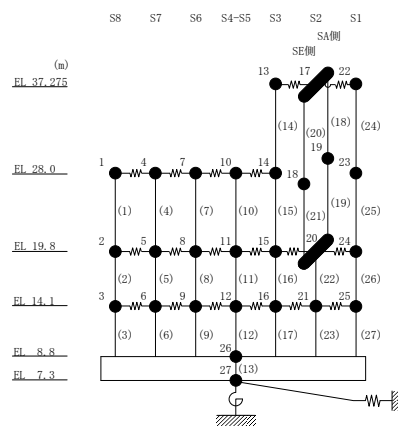 S8 S7 S6 S4-S5 S3 S2 S1
SA側
SE側
(m)
13 17 22
EL 37.275
(14) (20) (18) (24)
19
1 4 7 10 14 23
EL 28.0
18
(1) (4) (7) (10) (15) (21) (19) (25)
20
2 5 8 11 15 24
EL 19.8
(2) (5) (8) (11) (16) (22) (26)
3 6 9 12 16 21 25
EL 14.1
(3) (6) (9) (12) (17) (23) (27)
26
EL 8.8
27 (13)
EL 7.3